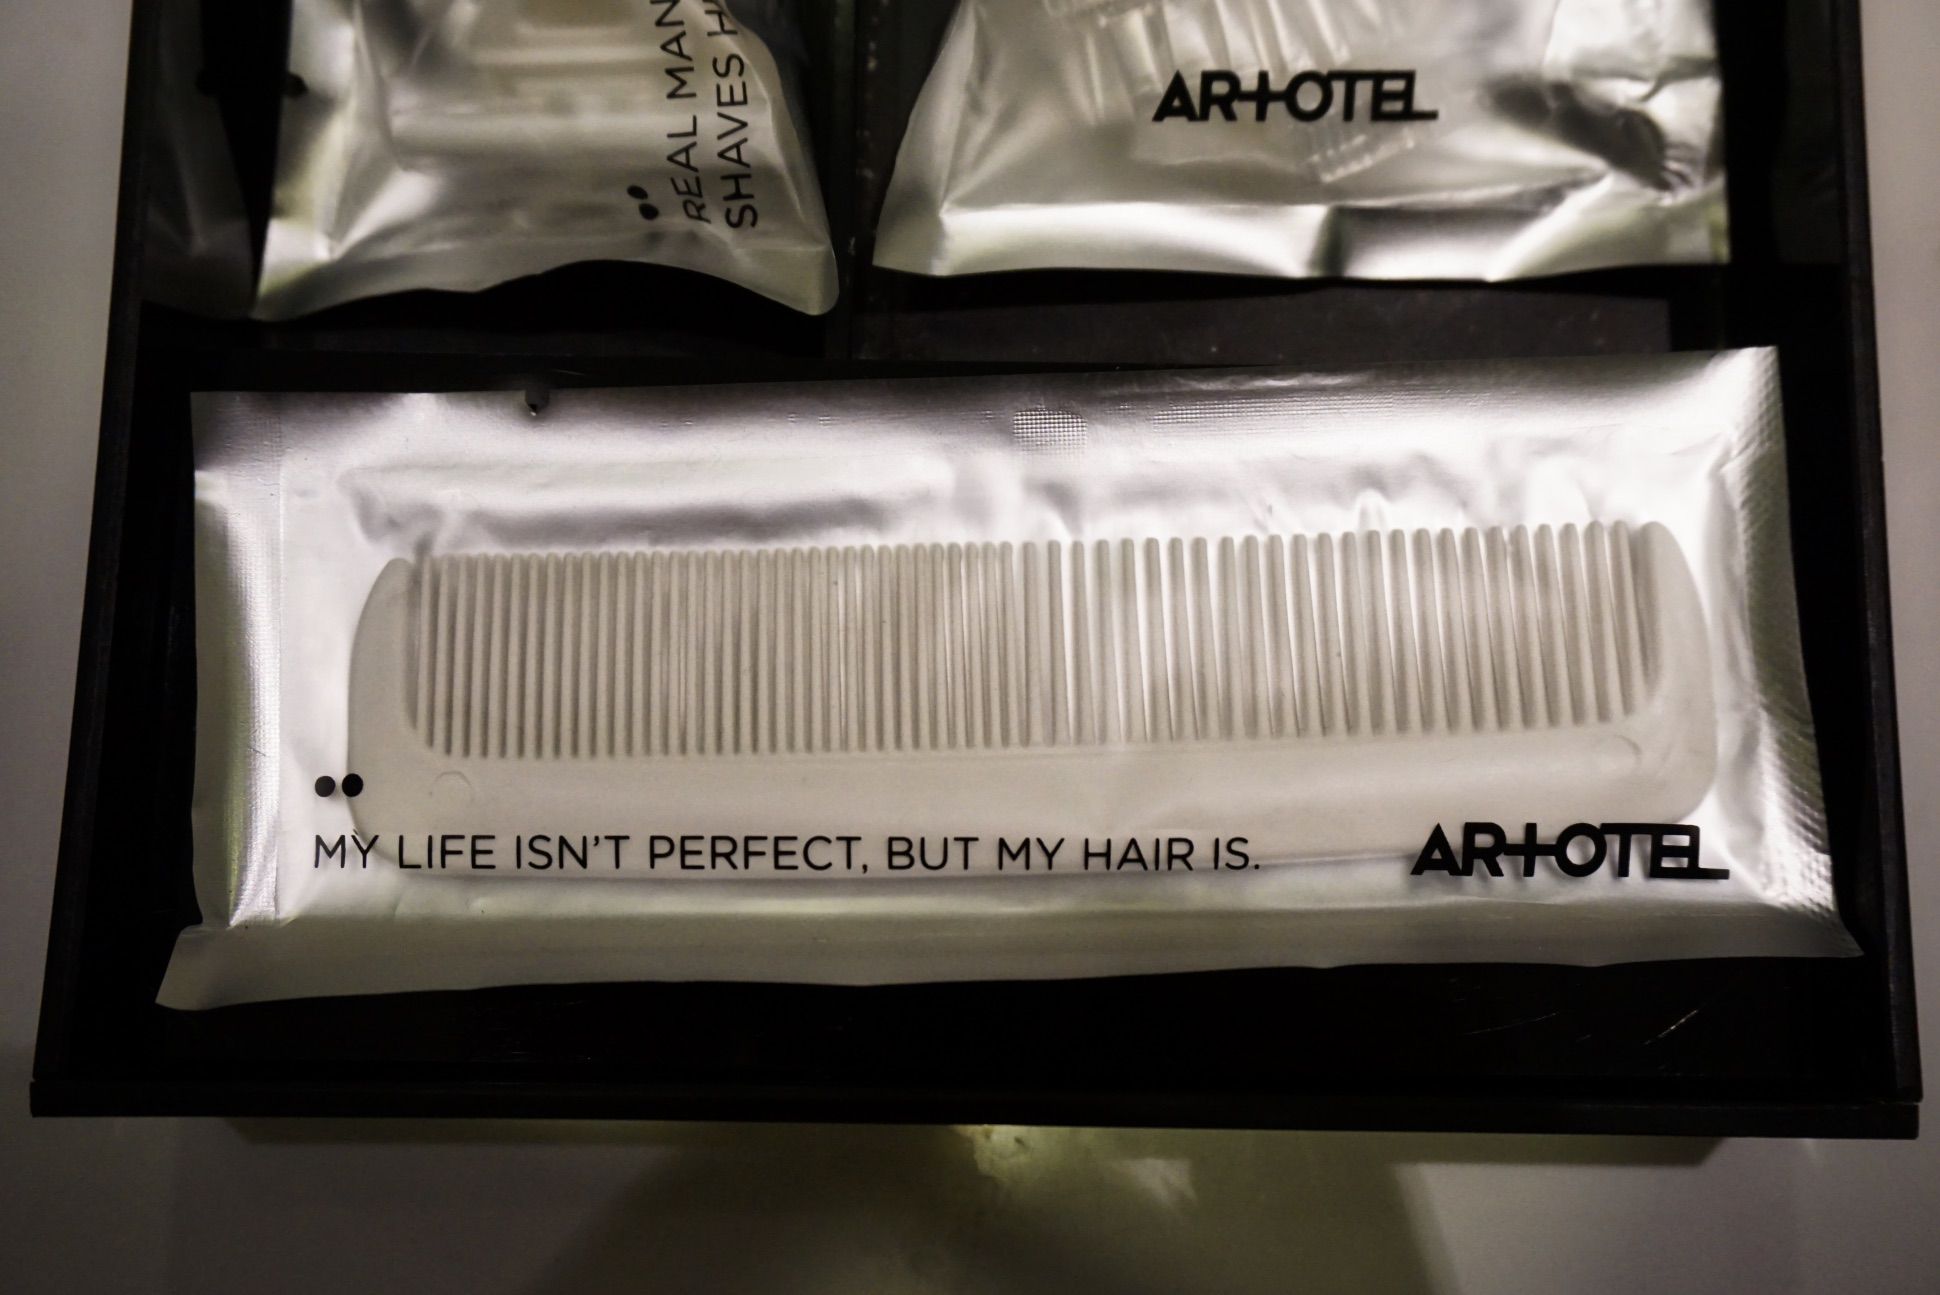 REAL MAN
SHAVES
ARTOTEL
MY LIFE ISN'T PERFECT, BUT MY HAIR IS.
ARTOTEL